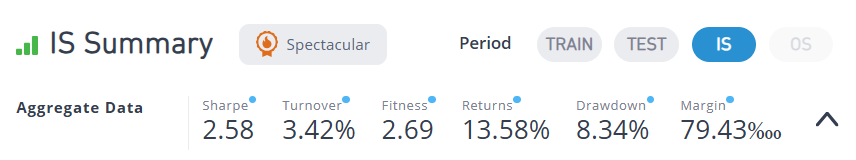 IS Summary Spectacular Period TRAIN TEST IS OS
Aggregate Data Sharpe Turnover Fitness Returns Drawdown Margin
2.58 3.42% 2.69 13.58% 8.34% 79.43‱